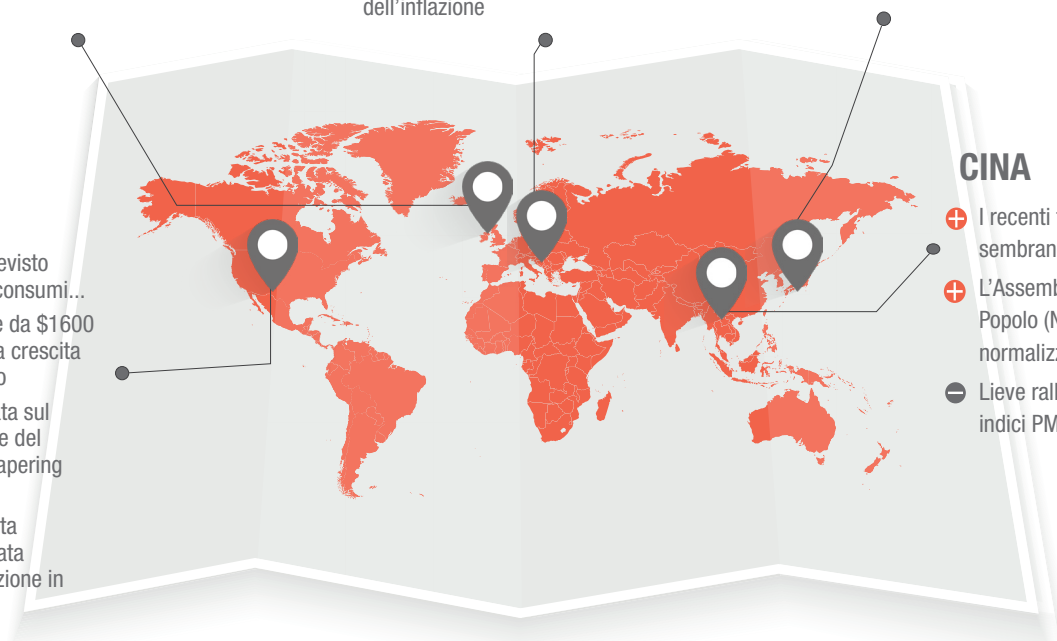 dell'inflazione
evisto
consumi...
e da $1600
a crescita
o
ta sul
e del
apering
ta
ata
zione in
CINA
I recenti
sembran
L'Assemb
Popolo (N
normalizz
Lieve rall
indici PM